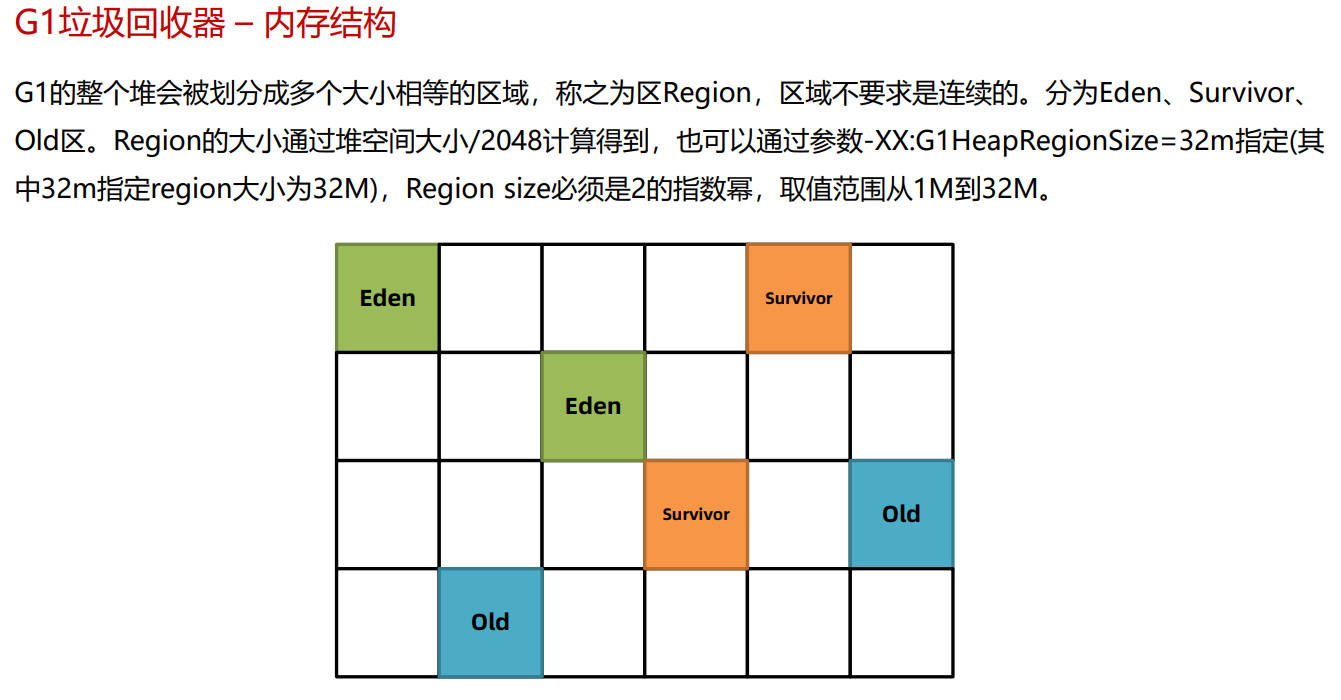 G1垃圾回收器 – 内存结构
G1的整个堆会被划分成多个大小相等的区域，称之为区Region，区域不要求是连续的。分为Eden、Survivor、
Old区。Region的大小通过堆空间大小/2048计算得到，也可以通过参数-XX:G1HeapRegionSize=32m指定(其
中32m指定region大小为32M)，Region size必须是2的指数幂，取值范围从1M到32M。
Eden
Survivor
Eden
Survivor
Old
Old